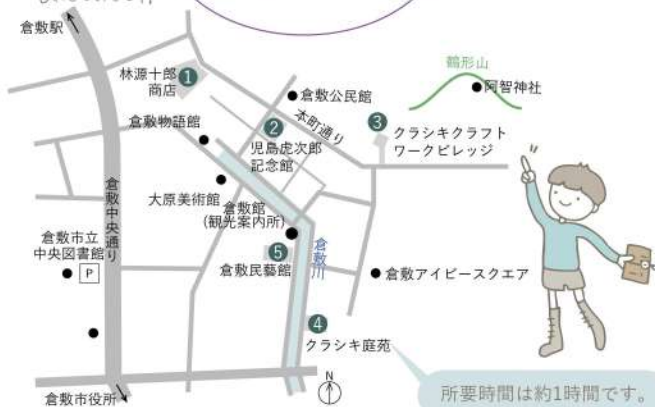 倉敷駅
林源十郎
商店
1
倉敷物語館
2
児島虎次郎
記念館
倉敷公民館
本町通り
3
クラシキクラフト
ワークビレッジ
鶴形山
阿智神社
大原美術館
倉敷館
(観光案内所)
倉敷中央通り
倉敷市立
中央図書館
P
5
倉敷民藝館
倉敷川
倉敷アイビースクエア
4
クラシキ庭苑
N
倉敷市役所
所要時間は約1時間です。